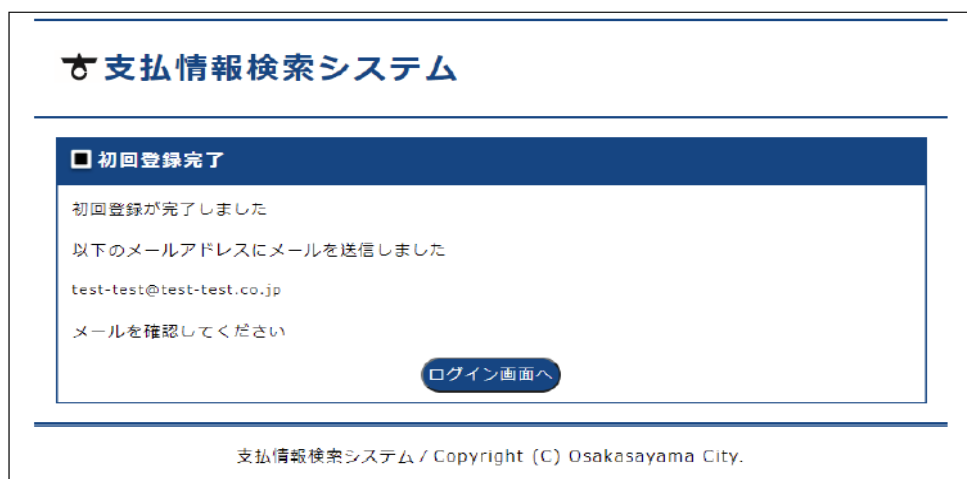 支払情報検索システム
初回登録完了
初回登録が完了しました
以下のメールアドレスにメールを送信しました
test-test@test-test.co.jp
メールを確認してください
ログイン画面へ
支払情報検索システム / Copyright (C) Osakasayama City.